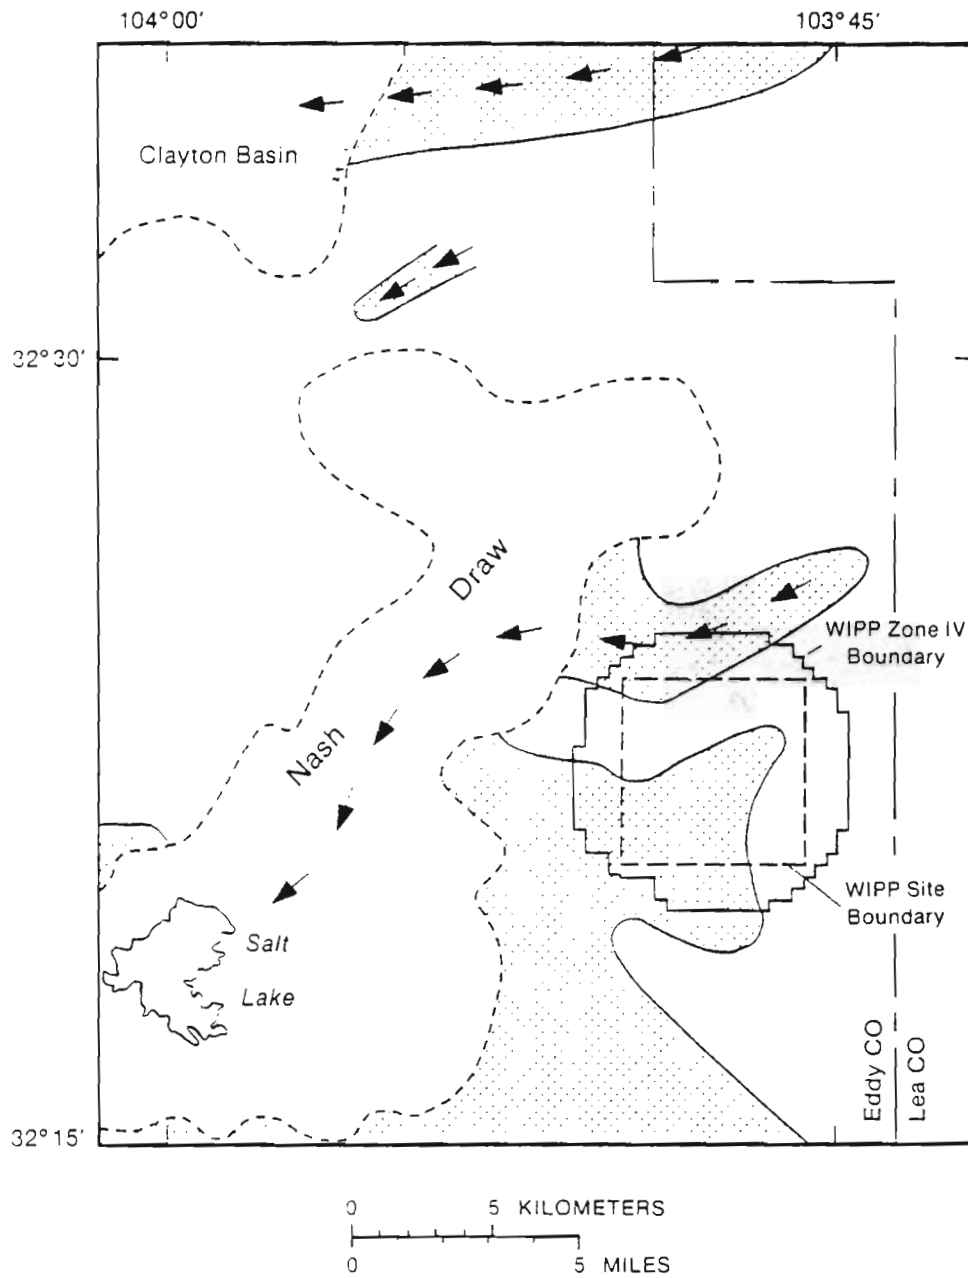 104°00'
103°45'
Clayton Basin
32°30'
Draw
WIPP Zone IV
Boundary
Nash
WIPP Site
Boundary
Salt
Lake
Eddy CO
Lea CO
32°15'
0 5 KILOMETERS
0 5 MILES